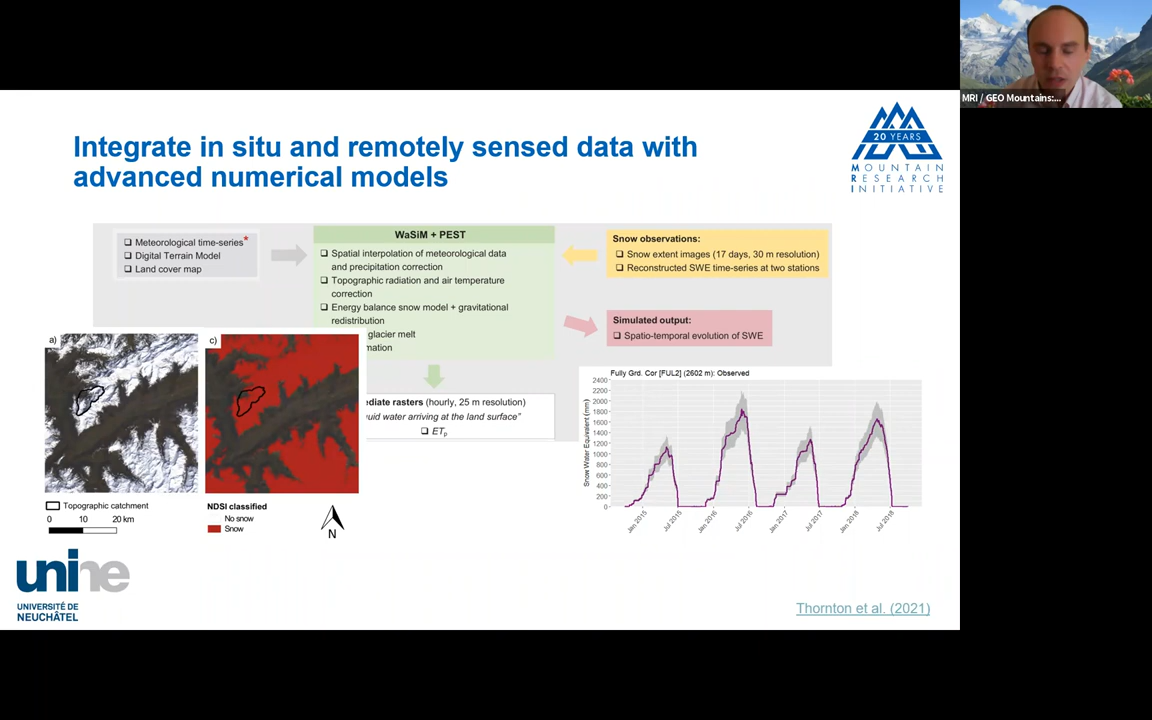 MRI / GEO Mountains:...
Integrate in situ and remotely sensed data with
advanced numerical models
20 YEARS
MOUNTAIN
RESEARCH
INITIATIVE
❑ Meteorological time-series*
❑ Digital Terrain Model
❑ Land cover map
WaSiM + PEST
❑ Spatial interpolation of meteorological data
and precipitation correction
❑ Topographic radiation and air temperature
correction
❑ Energy balance snow model + gravitational
redistribution
glacier melt
mation
Snow observations:
❑ Snow extent images (17 days, 30 m resolution)
❑ Reconstructed SWE time-series at two stations
Simulated output:
❑ Spatio-temporal evolution of SWE
ediate rasters (hourly, 25 m resolution)
quid water arriving at the land surface”
❑ ETp
a)
c)
Topographic catchment
0 10 20 km
NDSI classified
No snow
Snow
N
Fully Grd. Cor [FUL2] (2602 m): Observed
Snow Water Equivalent (mm)
2400
2200
2000
1800
1600
1400
1200
1000
800
600
400
200
0
Jan 2015
Jul 2015
Jan 2016
Jul 2016
Jan 2017
Jul 2017
Jan 2018
Jul 2018
unine
UNIVERSITÉ DE
NEUCHÂTEL
Thornton et al. (2021)